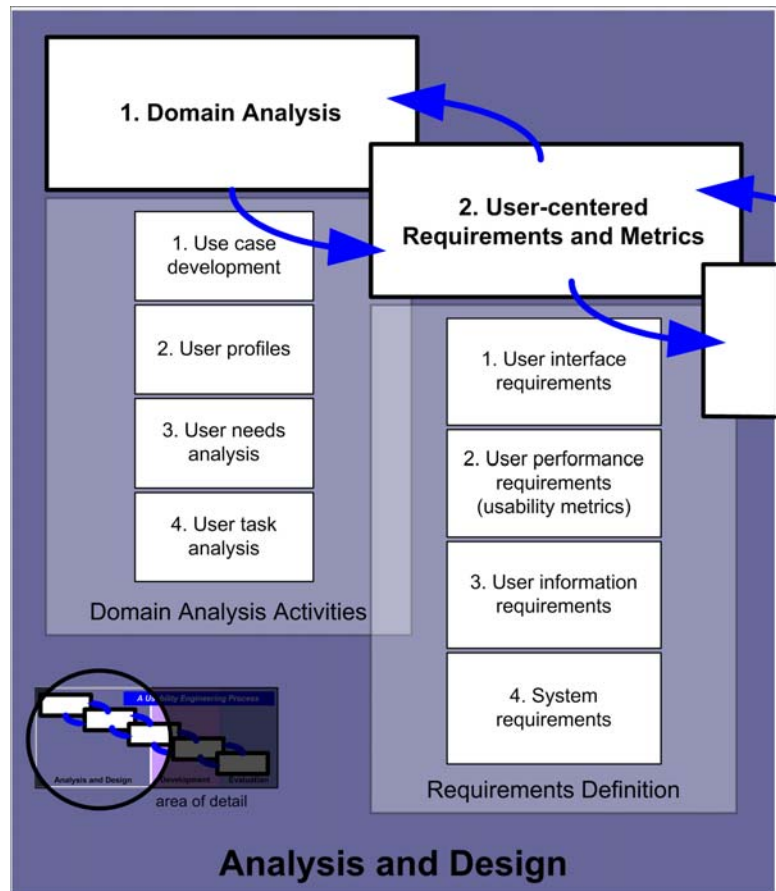 1. Domain Analysis
2. User-centered
Requirements and Metrics
1. Use case
development
2. User profiles
3. User needs
analysis
4. User task
analysis
Domain Analysis Activities
1. User interface
requirements
2. User performance
requirements
(usability metrics)
3. User information
requirements
4. System
requirements
Requirements Definition
A Usability Engineering Process
Analysis and Design
Development
Evaluation
area of detail
Analysis and Design